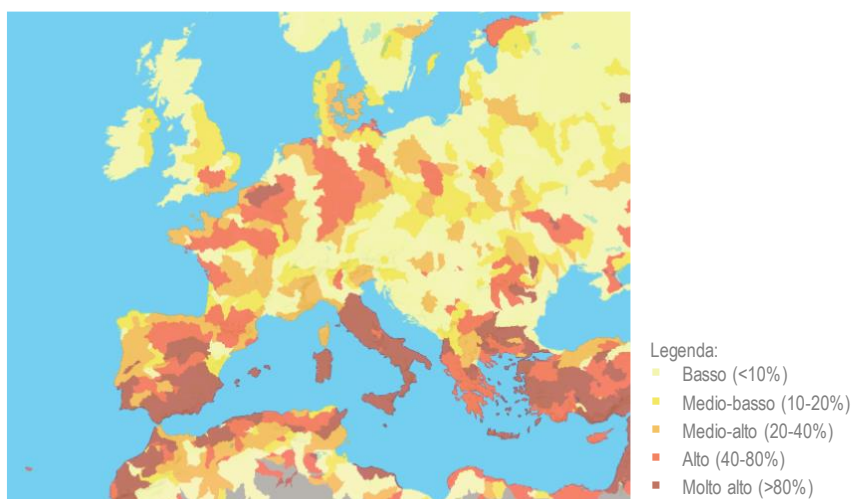 Legenda:
Basso (<10%)
Medio-basso (10-20%)
Medio-alto (20-40%)
Alto (40-80%)
Molto alto (>80%)